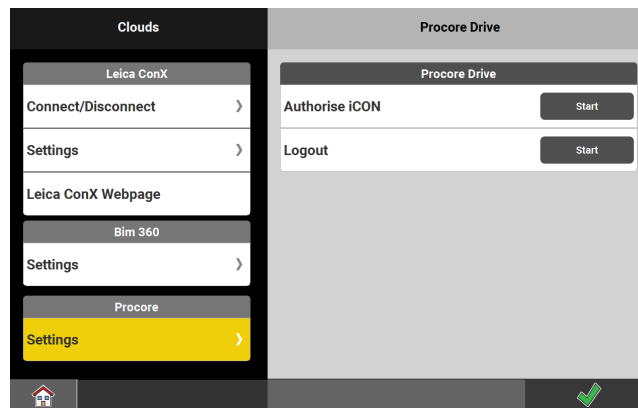 Clouds
Procore Drive
Leica ConX
Connect/Disconnect
Settings
Leica ConX Webpage
Bim 360
Settings
Procore
Settings
Procore Drive
Authorise iCON
Start
Logout
Start